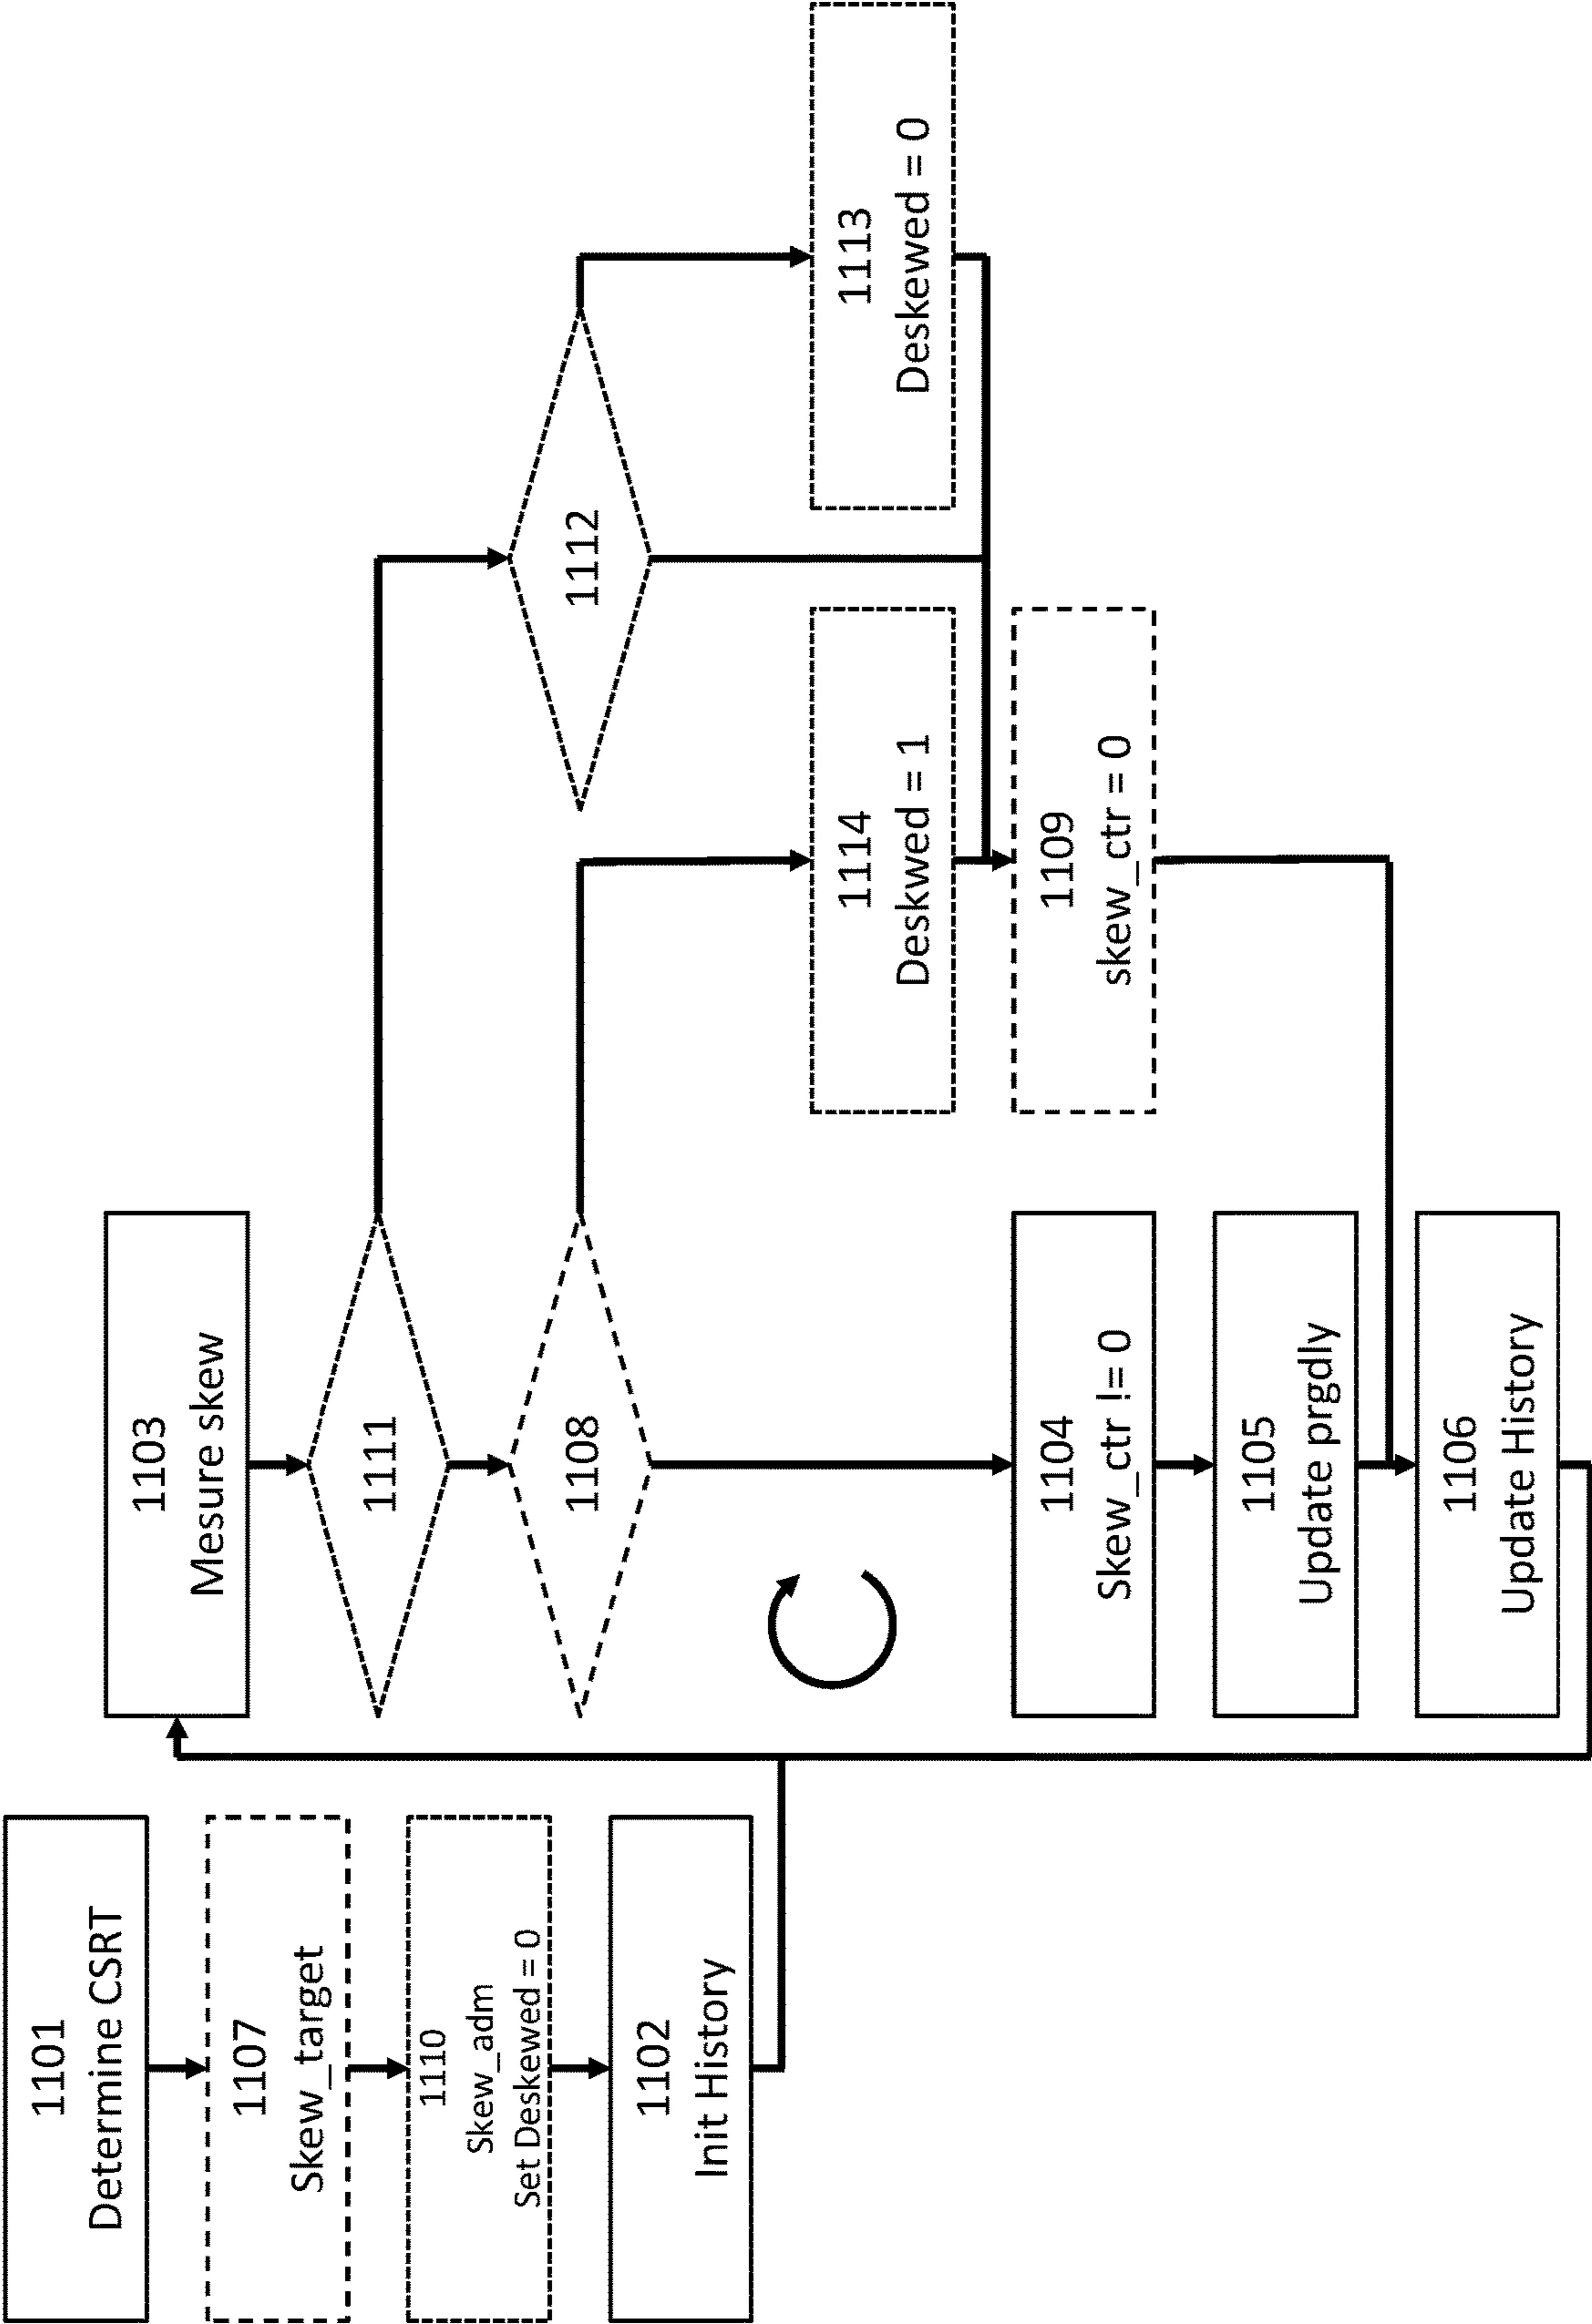 1101
Determine CSRT
1107
Skew_target
1110
Skew_adm
Set Deskewed = 0
1102
Init History
1103
Mesure skew
1111
1108
1104
Skew_ctr != 0
1105
Update prgdly
1106
Update History
1112
1114
Deskwed = 1
1113
Deskewed = 0
1109
skew_ctr = 0